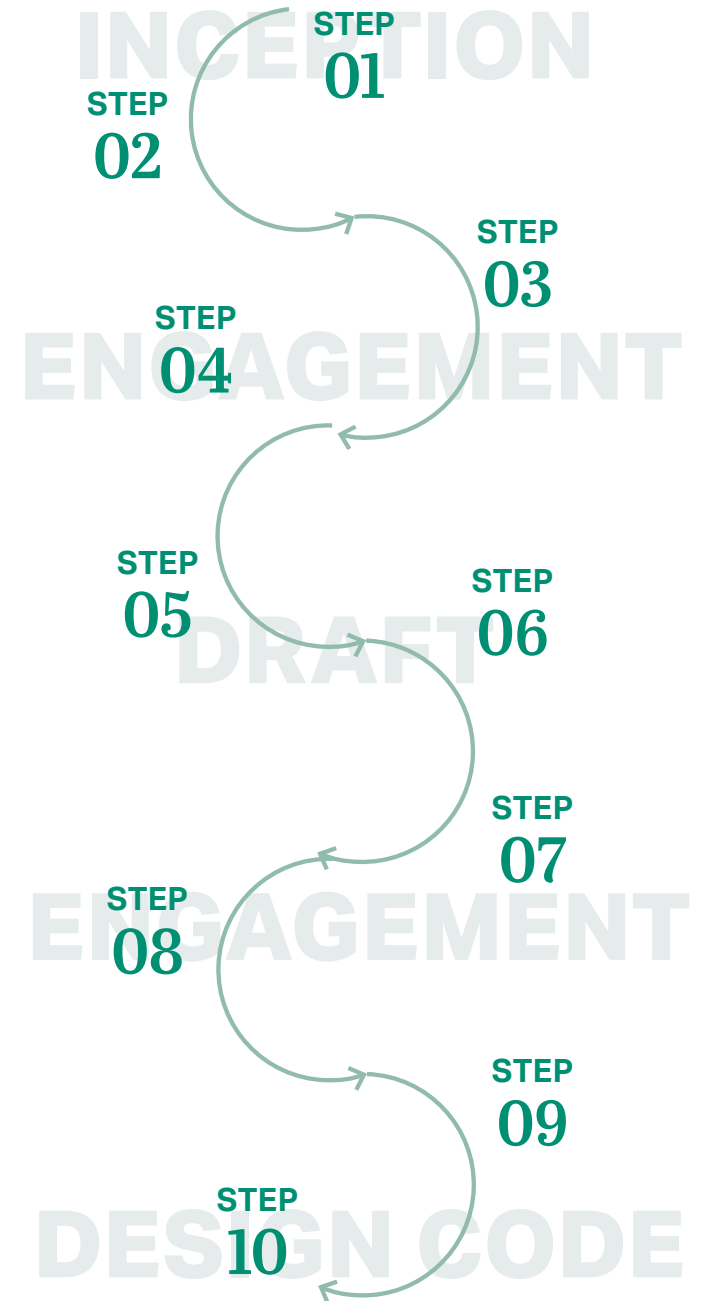 INCEPTION
STEP
01
STEP
02
STEP
03
STEP
04
ENGAGEMENT
STEP
05
STEP
06
DRAFT
STEP
07
STEP
08
ENGAGEMENT
STEP
09
STEP
10
DESIGN CODE